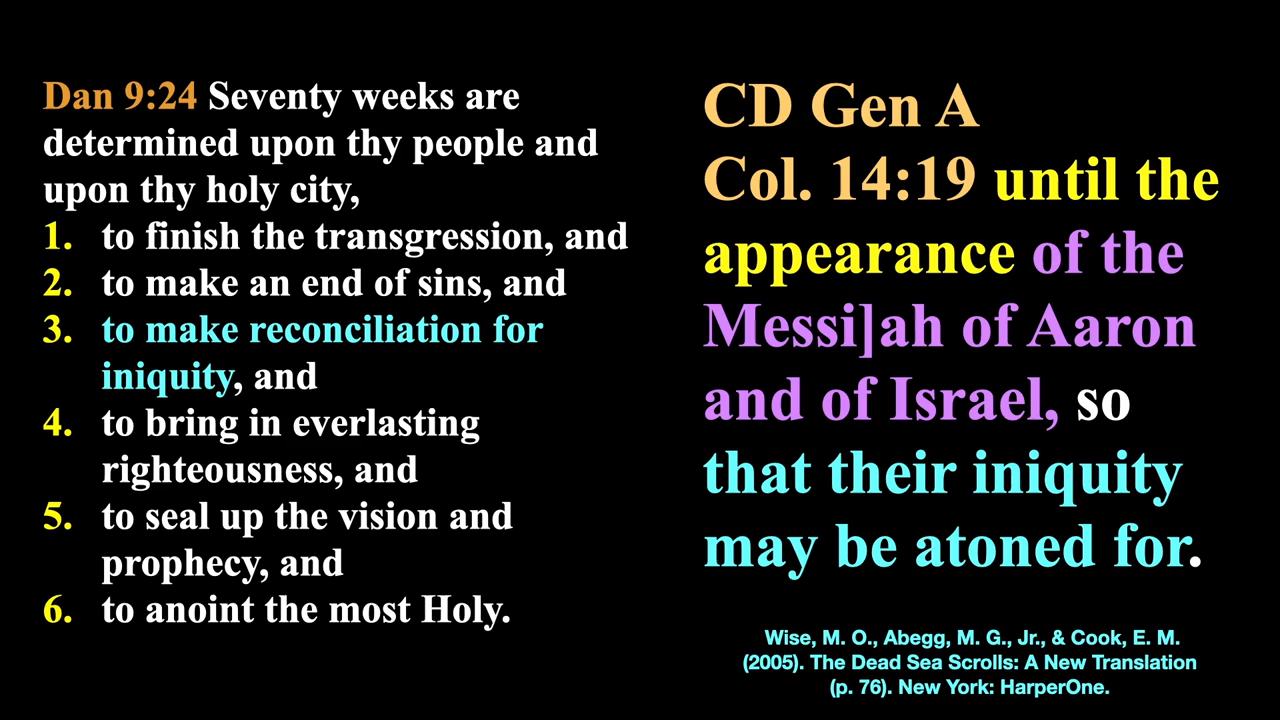 Dan 9:24 Seventy weeks are
determined upon thy people and
upon thy holy city,
1. to finish the transgression, and
2. to make an end of sins, and
3. to make reconciliation for
iniquity, and
4. to bring in everlasting
righteousness, and
5. to seal up the vision and
prophecy, and
6. to anoint the most Holy.
CD Gen A
Col. 14:19 until the
appearance of the
Messi]ah of Aaron
and of Israel, so
that their iniquity
may be atoned for.
Wise, M. O., Abegg, M. G., Jr., & Cook, E. M.
(2005). The Dead Sea Scrolls: A New Translation
(p. 76). New York: HarperOne.